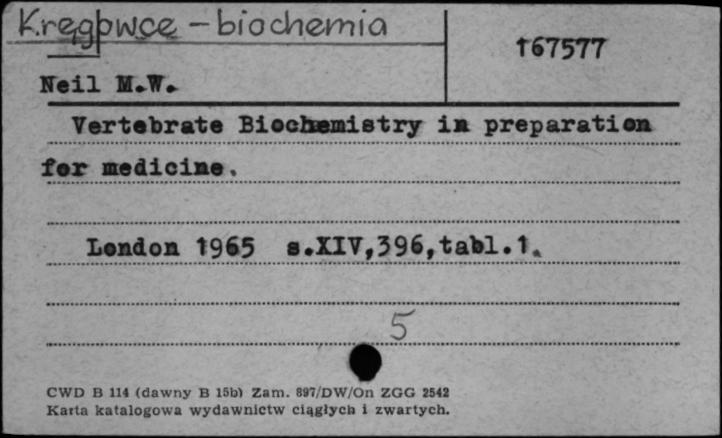 Kręgowce - biochemia
167577
Neil M.W.
Vertebrate Biochemistry in preparation
for medicine.
London 1965 s.XIV,396,tabl.1.
5
CWD B 114 (dawny B 15b) Zam. 897/DW/On ZGG 2542
Karta katalogowa wydawnictw ciągłych i zwartych.